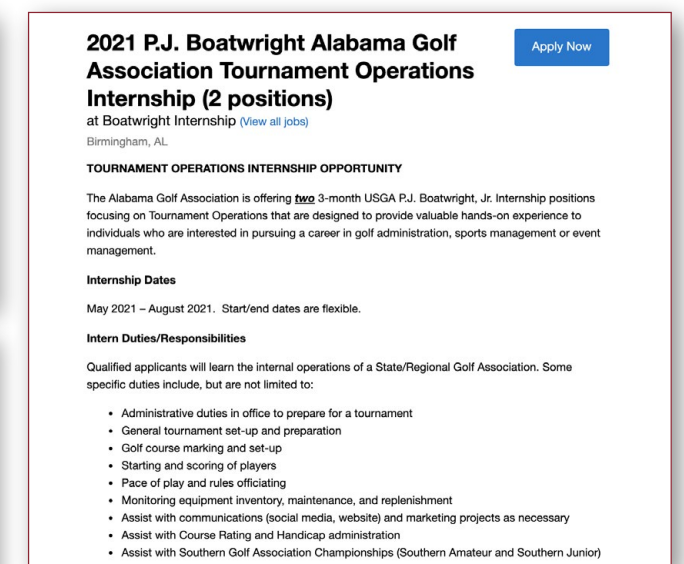 2021 P.J. Boatwright Alabama Golf
Association Tournament Operations
Internship (2 positions)
Apply Now
at Boatwright Internship (View all jobs)
Birmingham, AL
TOURNAMENT OPERATIONS INTERNSHIP OPPORTUNITY
The Alabama Golf Association is offering two 3-month USGA P.J. Boatwright, Jr. Internship positions
focusing on Tournament Operations that are designed to provide valuable hands-on experience to
individuals who are interested in pursuing a career in golf administration, sports management or event
management.
Internship Dates
May 2021 – August 2021.  Start/end dates are flexible.
Intern Duties/Responsibilities
Qualified applicants will learn the internal operations of a State/Regional Golf Association. Some
specific duties include, but are not limited to:
• Administrative duties in office to prepare for a tournament
• General tournament set-up and preparation
• Golf course marking and set-up
• Starting and scoring of players
• Pace of play and rules officiating
• Monitoring equipment inventory, maintenance, and replenishment
• Assist with communications (social media, website) and marketing projects as necessary
• Assist with Course Rating and Handicap administration
• Assist with Southern Golf Association Championships (Southern Amateur and Southern Junior)